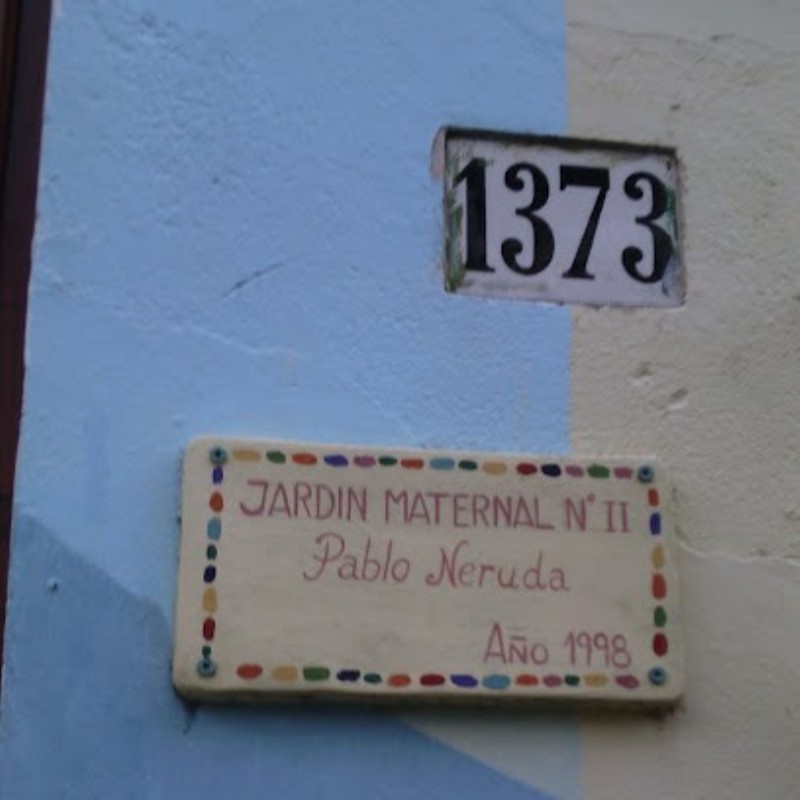 1373
JARDIN MATERNAL N° II
Pablo Neruda
Año 1998